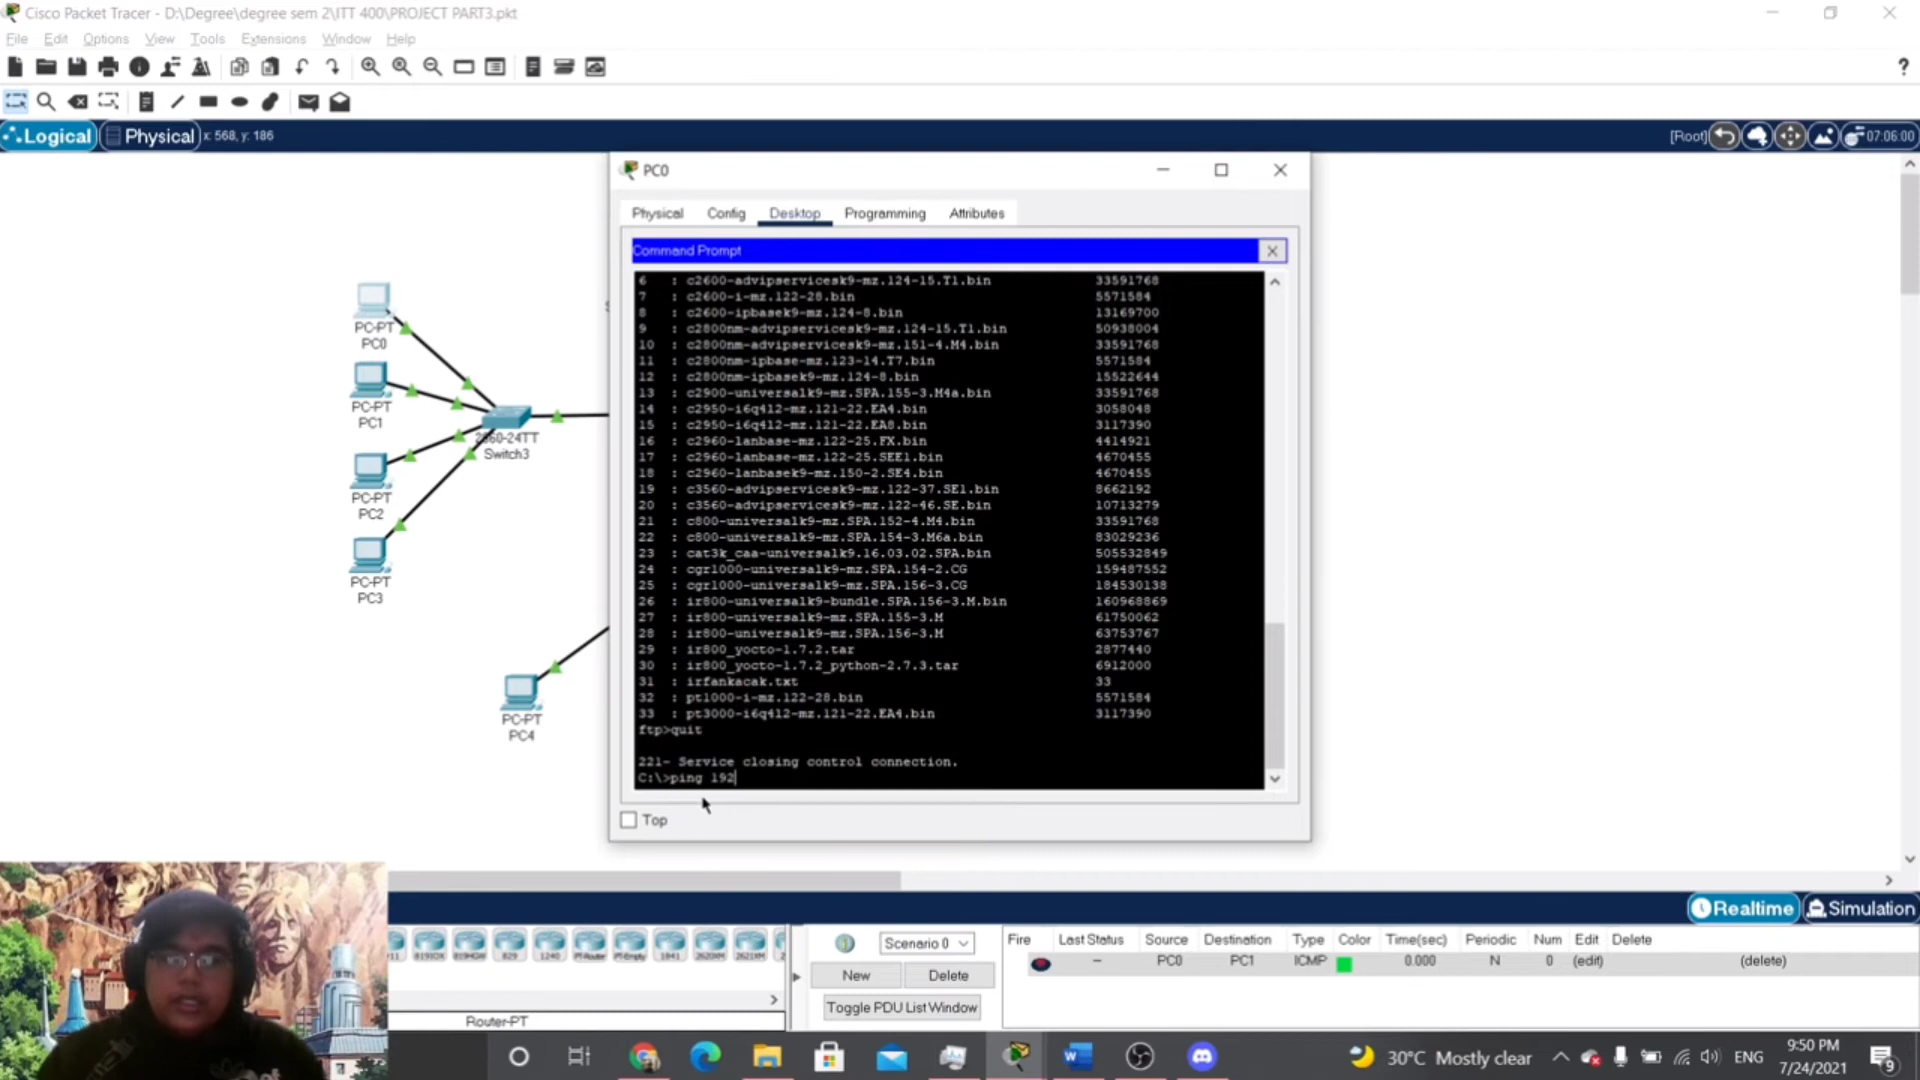 Cisco Packet Tracer - D:\Degree\degree sem 2\ITT 400\PROJECT PART3.pkt
File Edit Options View Tools Extensions Window Help
?
Logical Physical x: 568, y: 186 [Root] 07:06:00
PC0
Physical Config Desktop Programming Attributes
Command Prompt X
6 : c2600-advipservicesk9-mz.124-15.T1.bin 33591768
7 : c2600-i-mz.122-28.bin 5571584
8 : c2600-ipbasek9-mz.124-8.bin 13169700
9 : c2800nm-advipservicesk9-mz.124-15.T1.bin 50938004
10 : c2800nm-advipservicesk9-mz.151-4.M4.bin 33591768
11 : c2800nm-ipbase-mz.123-14.T7.bin 5571584
12 : c2800nm-ipbasek9-mz.124-8.bin 15522644
13 : c2900-universalk9-mz.SPA.155-3.M4a.bin 33591768
14 : c2950-i6q4l2-mz.121-22.EA4.bin 3058048
15 : c2950-i6q4l2-mz.121-22.EA8.bin 3117390
16 : c2960-lanbase-mz.122-25.FX.bin 4414921
17 : c2960-lanbase-mz.122-25.SEE1.bin 4670455
18 : c2960-lanbasek9-mz.150-2.SE4.bin 4670455
19 : c3560-advipservicesk9-mz.122-37.SE1.bin 8662192
20 : c3560-advipservicesk9-mz.122-46.SE.bin 10713279
21 : c800-universalk9-mz.SPA.152-4.M4.bin 33591768
22 : c800-universalk9-mz.SPA.154-3.M6a.bin 83029236
23 : cat3k_caa-universalk9.16.03.02.SPA.bin 505532849
24 : cgr1000-universalk9-mz.SPA.154-2.CG 159487552
25 : cgr1000-universalk9-mz.SPA.156-3.CG 184530138
26 : ir800-universalk9-bundle.SPA.156-3.M.bin 160968869
27 : ir800-universalk9-mz.SPA.155-3.M 61750062
28 : ir800-universalk9-mz.SPA.156-3.M 63753767
29 : ir800_yocto-1.7.2.tar 2877440
30 : ir800_yocto-1.7.2_python-2.7.3.tar 6912000
31 : irfankacak.txt 33
32 : pt1000-i-mz.122-28.bin 5571584
33 : pt3000-i6q4l2-mz.121-22.EA4.bin 3117390
ftp>quit
221- Service closing control connection.
C:\>ping 192
Top
PC-PT
PC0
PC-PT
PC1
2960-24TT
Switch3
PC-PT
PC2
PC-PT
PC3
PC-PT
PC4
Realtime Simulation
819HGW 829 1240 PT-Router PT-Empty 1841 2620XM 2621XM
Router-PT
Scenario 0
New Delete
Toggle PDU List Window
Fire Last Status Source Destination Type Color Time(sec) Periodic Num Edit Delete
-- PC0 PC1 ICMP 0.000 N 0 (edit) (delete)
30°C Mostly clear ENG
9:50 PM
7/24/2021
9